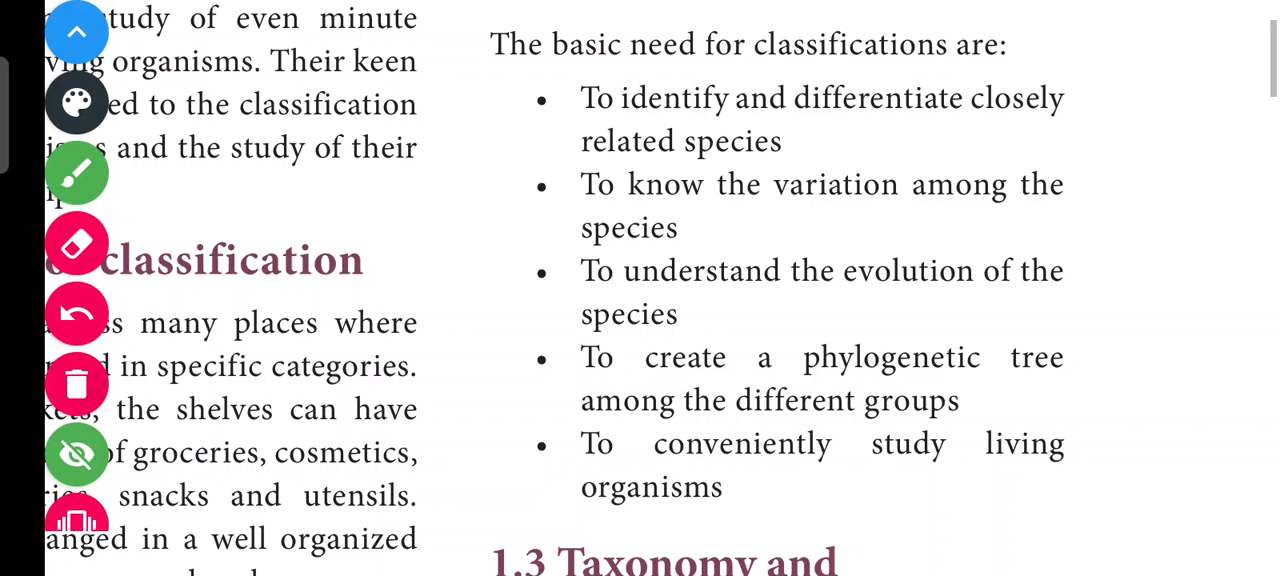 study of even minute
organisms. Their keen
to the classification
and the study of their
classification
many places where
in specific categories.
the shelves can have
of groceries, cosmetics,
snacks and utensils.
in a well organized
The basic need for classifications are:
• To identify and differentiate closely
related species
• To know the variation among the
species
• To understand the evolution of the
species
• To create a phylogenetic tree
among the different groups
• To conveniently study living
organisms
1.3 Taxonomy and